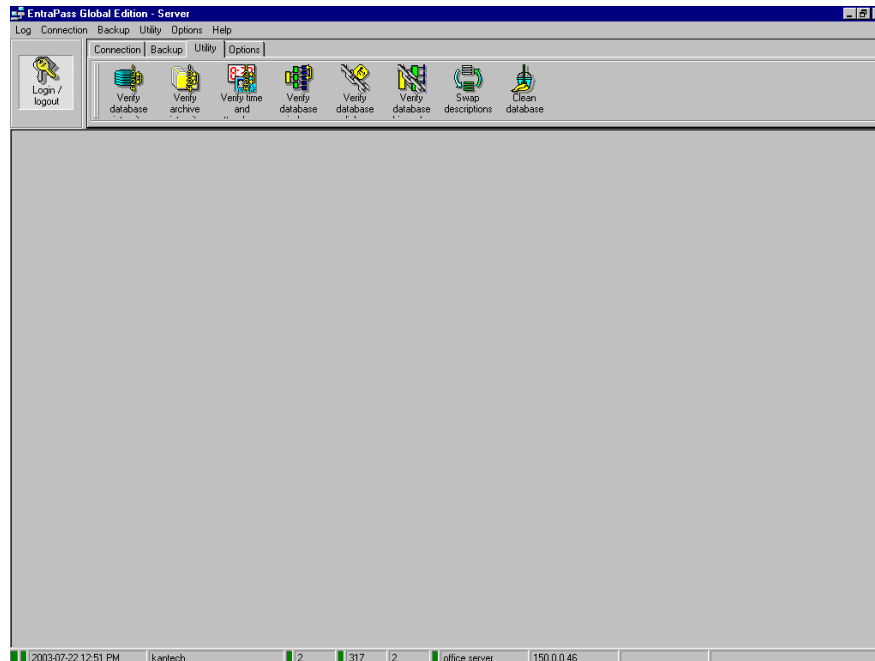 EntraPass Global Edition - Server
Log Connection Backup Utility Options Help
Connection Backup Utility Options
Login / logout
Verify database
Verify archive
Verify time and
Verify database
Verify database
Verify database
Swap descriptions
Clean database
2003-07-22 12:51 PM kantech 2 317 2 office server 150.0.0.46